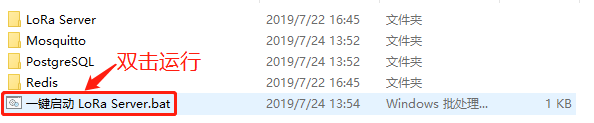 LoRa Server 2019/7/22 16:45 文件夹
Mosquitto 2019/7/24 13:52 文件夹
PostgreSQL 双击运行 2019/7/24 13:52 文件夹
Redis 2019/7/22 16:45 文件夹
一键启动 LoRa Server.bat 2019/7/24 13:54 Windows 批处理... 1 KB